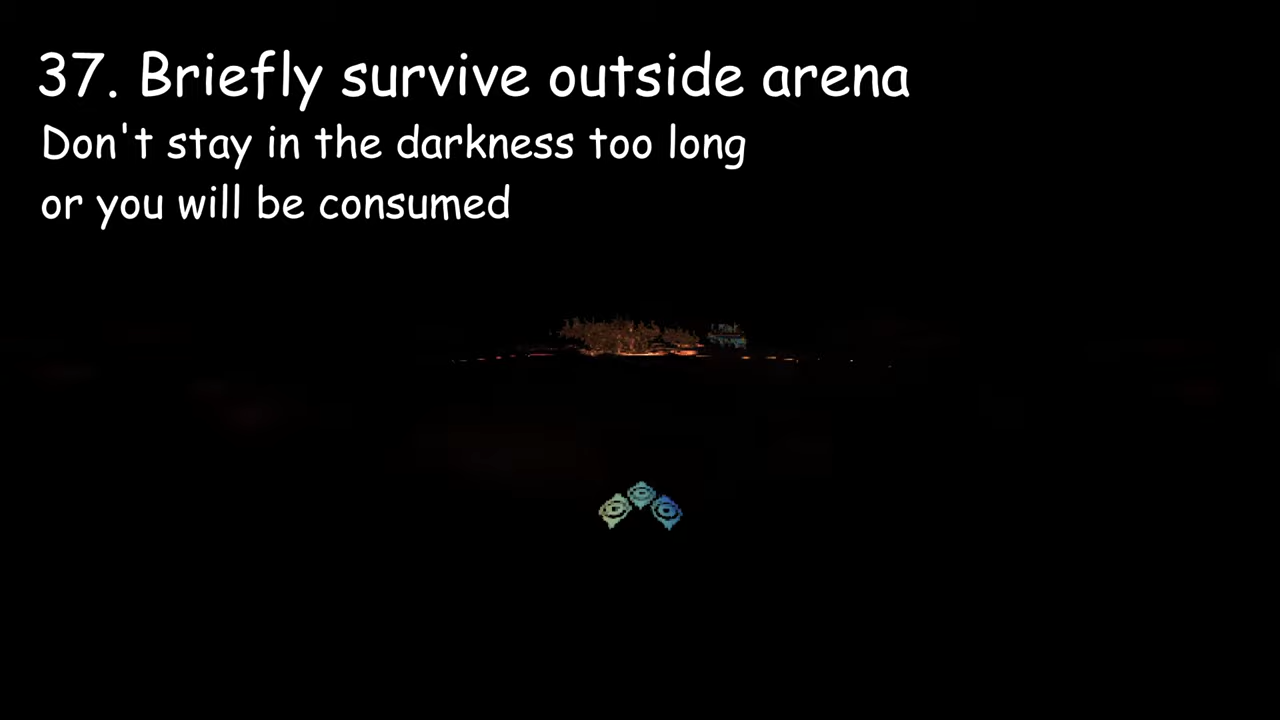 37. Briefly survive outside arena
Don't stay in the darkness too long
or you will be consumed